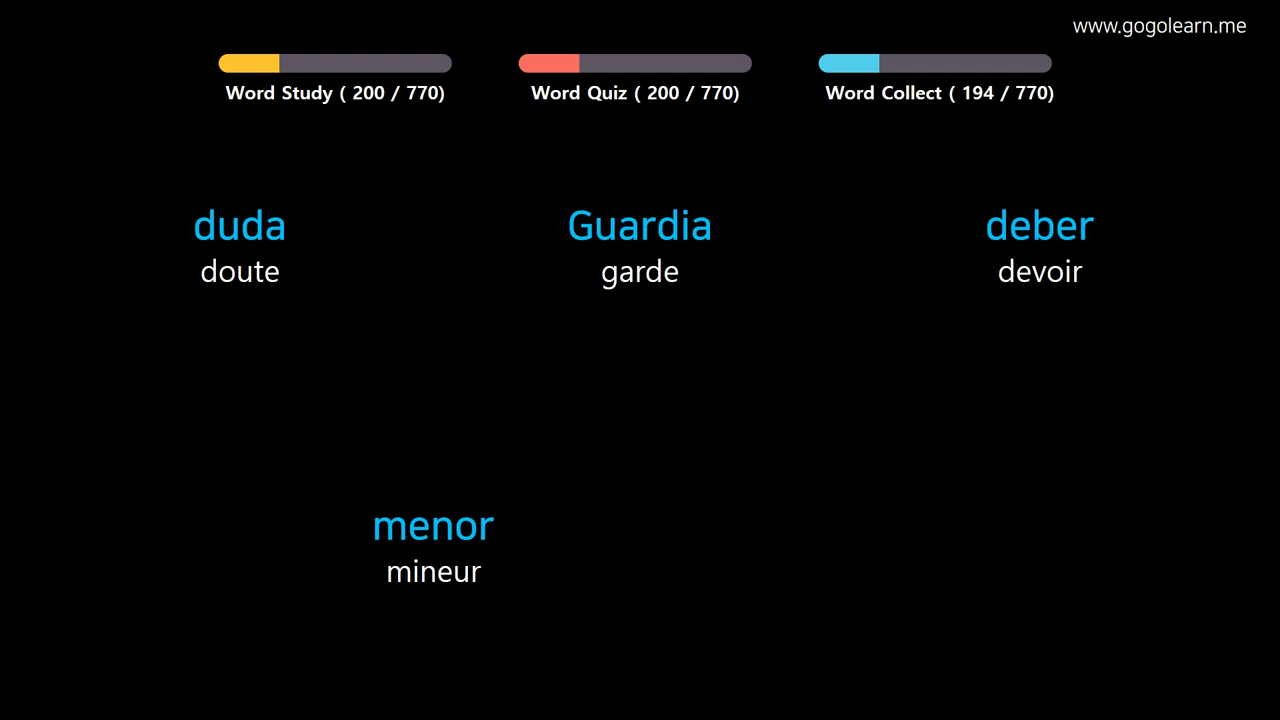 www.gogolearn.me
Word Study ( 200 / 770)
Word Quiz ( 200 / 770)
Word Collect ( 194 / 770)
duda
doute
Guardia
garde
deber
devoir
menor
mineur